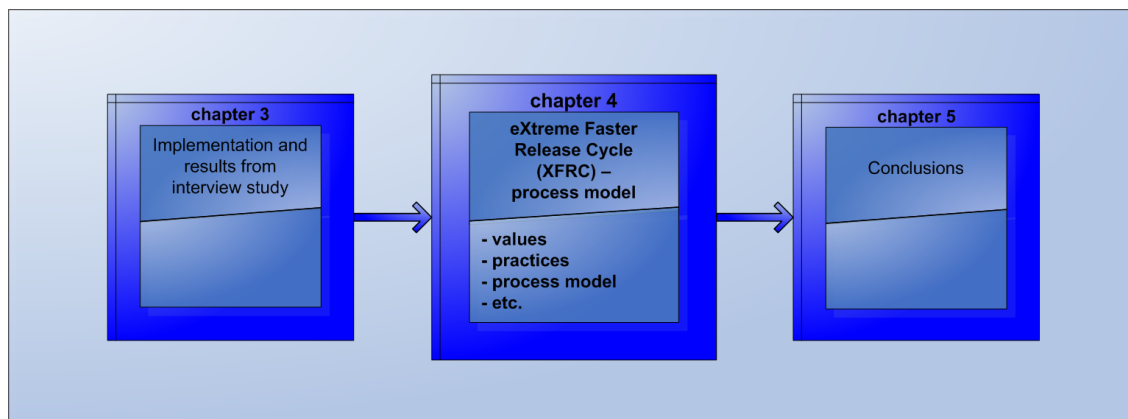 chapter 3
Implementation and
results from
interview study
chapter 4
eXtreme Faster
Release Cycle
(XFRC) –
process model
- values
- practices
- process model
- etc.
chapter 5
Conclusions